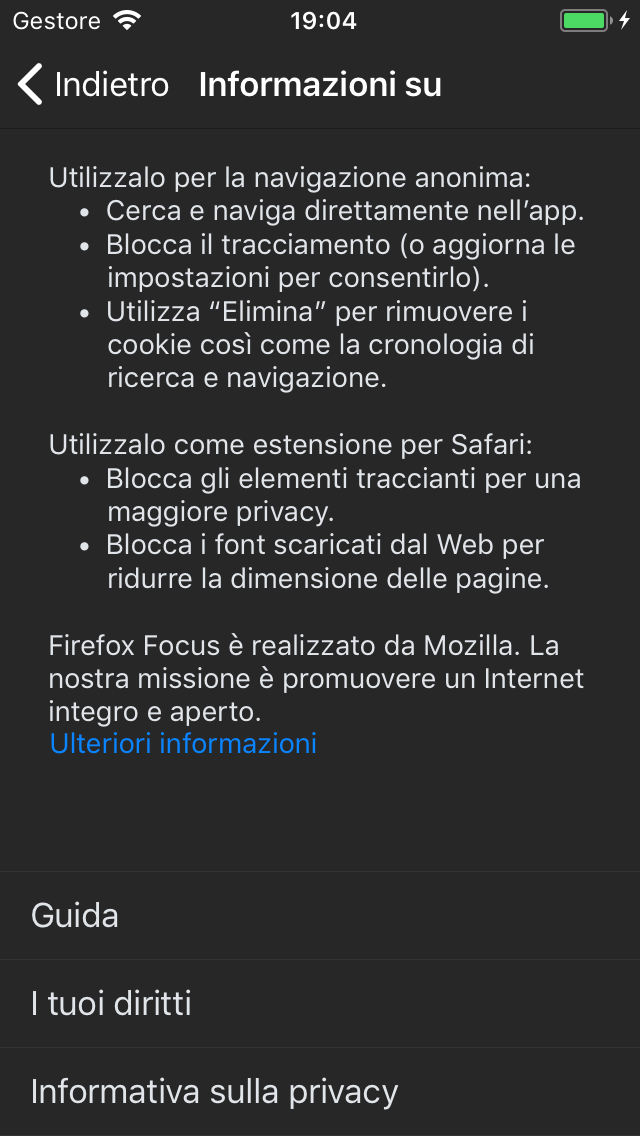 Gestore 19:04
Indietro Informazioni su
Utilizzalo per la navigazione anonima:
• Cerca e naviga direttamente nell’app.
• Blocca il tracciamento (o aggiorna le
impostazioni per consentirlo).
• Utilizza “Elimina” per rimuovere i
cookie così come la cronologia di
ricerca e navigazione.
Utilizzalo come estensione per Safari:
• Blocca gli elementi traccianti per una
maggiore privacy.
• Blocca i font scaricati dal Web per
ridurre la dimensione delle pagine.
Firefox Focus è realizzato da Mozilla. La
nostra missione è promuovere un Internet
integro e aperto.
Ulteriori informazioni
Guida
I tuoi diritti
Informativa sulla privacy